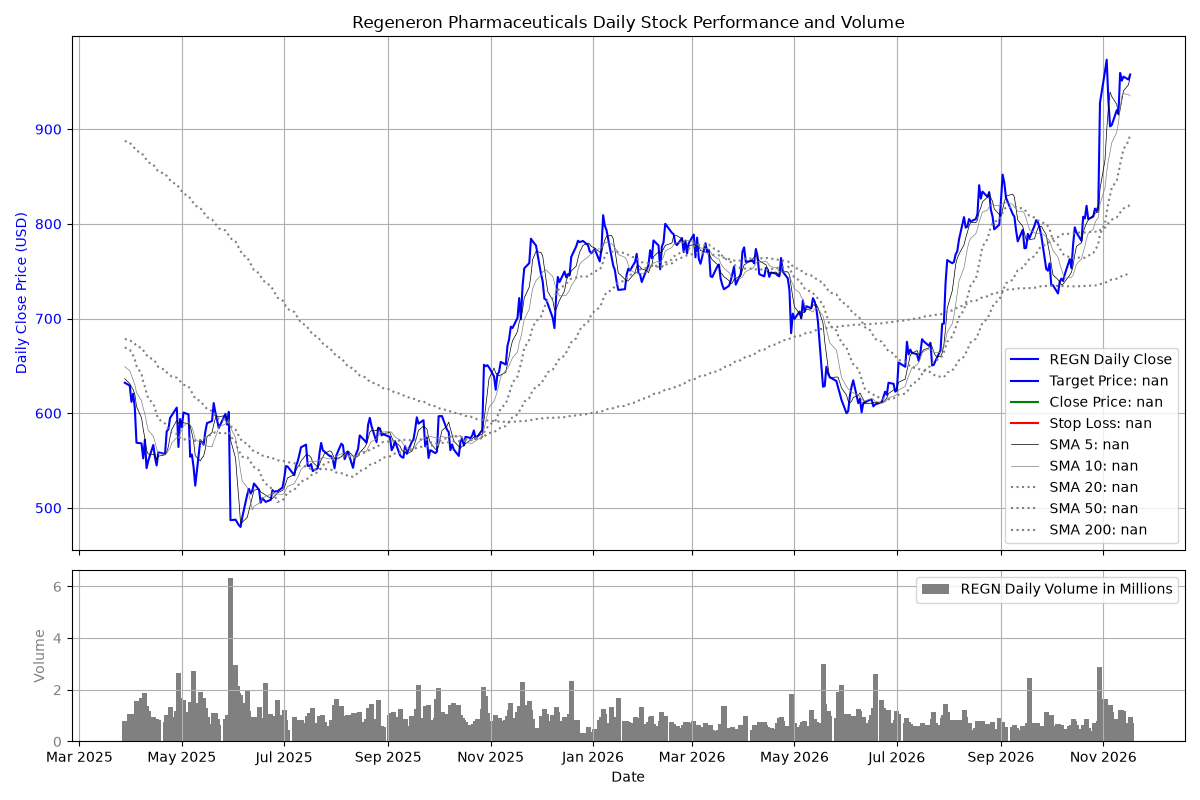 Regeneron Pharmaceuticals Daily Stock Performance and Volume
Daily Close Price (USD)
900
800
700
600
500
REGN Daily Close
Target Price: nan
Close Price: nan
Stop Loss: nan
SMA 5: nan
SMA 10: nan
SMA 20: nan
SMA 50: nan
SMA 200: nan
Volume
6
4
2
0
REGN Daily Volume in Millions
Mar 2025 May 2025 Jul 2025 Sep 2025 Nov 2025 Jan 2026 Mar 2026 May 2026 Jul 2026 Sep 2026 Nov 2026
Date